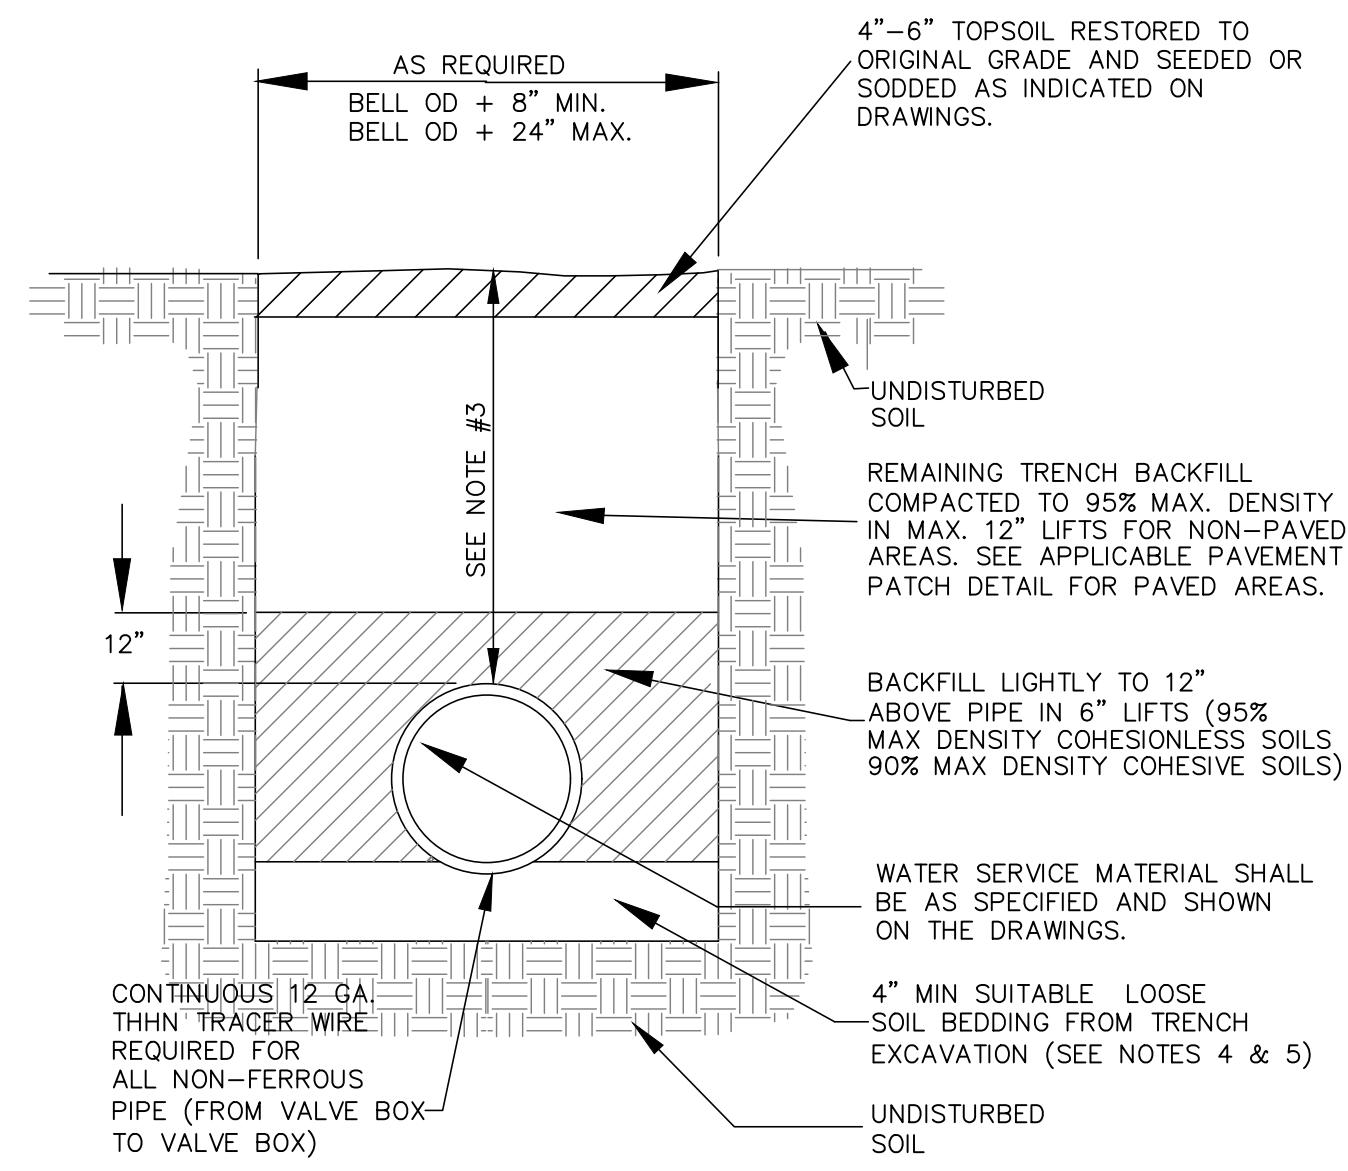 4”-6” TOPSOIL RESTORED TO
ORIGINAL GRADE AND SEEDED OR
SODDED AS INDICATED ON
DRAWINGS.
AS REQUIRED
BELL OD + 8” MIN.
BELL OD + 24” MAX.
UNDISTURBED
SOIL
SEE NOTE #3
REMAINING TRENCH BACKFILL
COMPACTED TO 95% MAX. DENSITY
IN MAX. 12” LIFTS FOR NON-PAVED
AREAS. SEE APPLICABLE PAVEMENT
PATCH DETAIL FOR PAVED AREAS.
12”
BACKFILL LIGHTLY TO 12”
ABOVE PIPE IN 6” LIFTS (95%
MAX DENSITY COHESIONLESS SOILS
90% MAX DENSITY COHESIVE SOILS)
WATER SERVICE MATERIAL SHALL
BE AS SPECIFIED AND SHOWN
ON THE DRAWINGS.
CONTINUOUS 12 GA.
THHN TRACER WIRE
REQUIRED FOR
ALL NON-FERROUS
PIPE (FROM VALVE BOX
TO VALVE BOX)
4” MIN SUITABLE LOOSE
SOIL BEDDING FROM TRENCH
EXCAVATION (SEE NOTES 4 & 5)
UNDISTURBED
SOIL